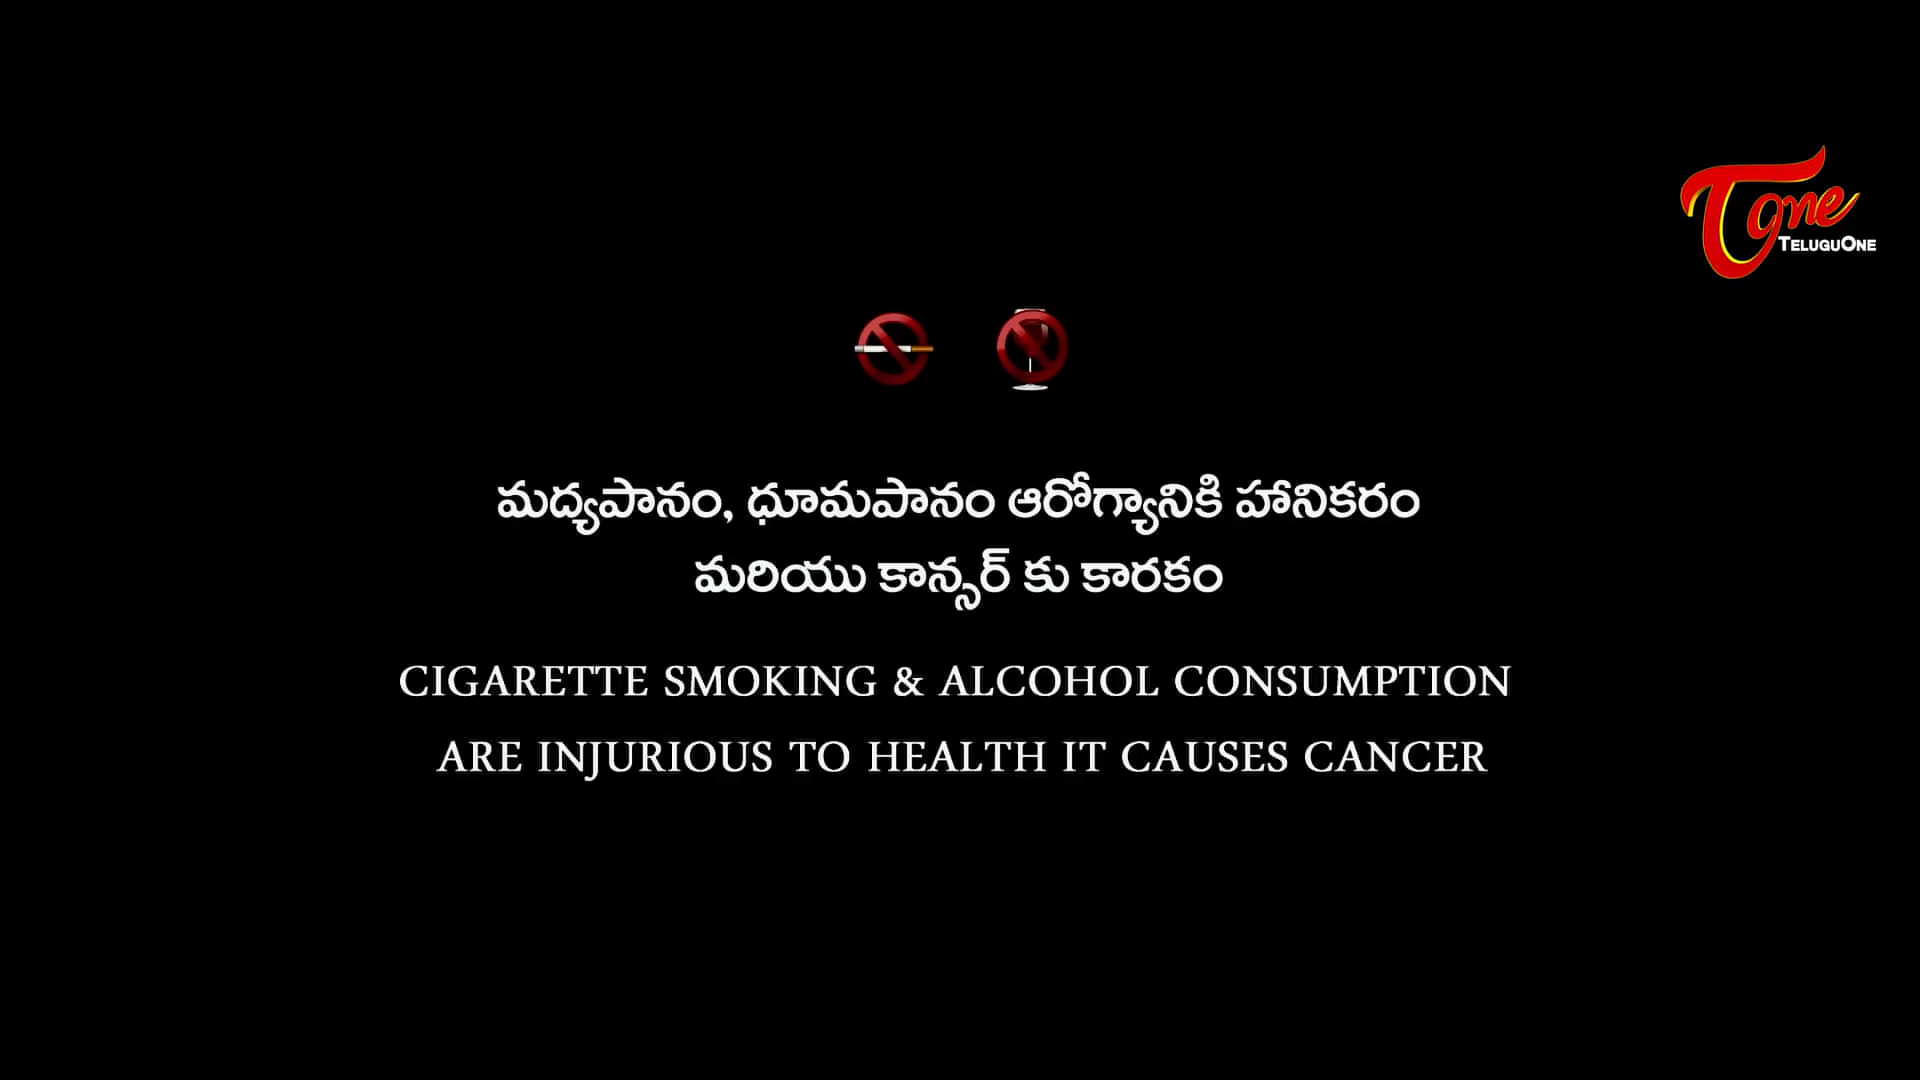 Tone
TELUGUONE
మద్యపానం, ధూమపానం ఆరోగ్యానికి హానికరం
మరియు కాన్సర్ కు కారకం
CIGARETTE SMOKING & ALCOHOL CONSUMPTION
ARE INJURIOUS TO HEALTH IT CAUSES CANCER